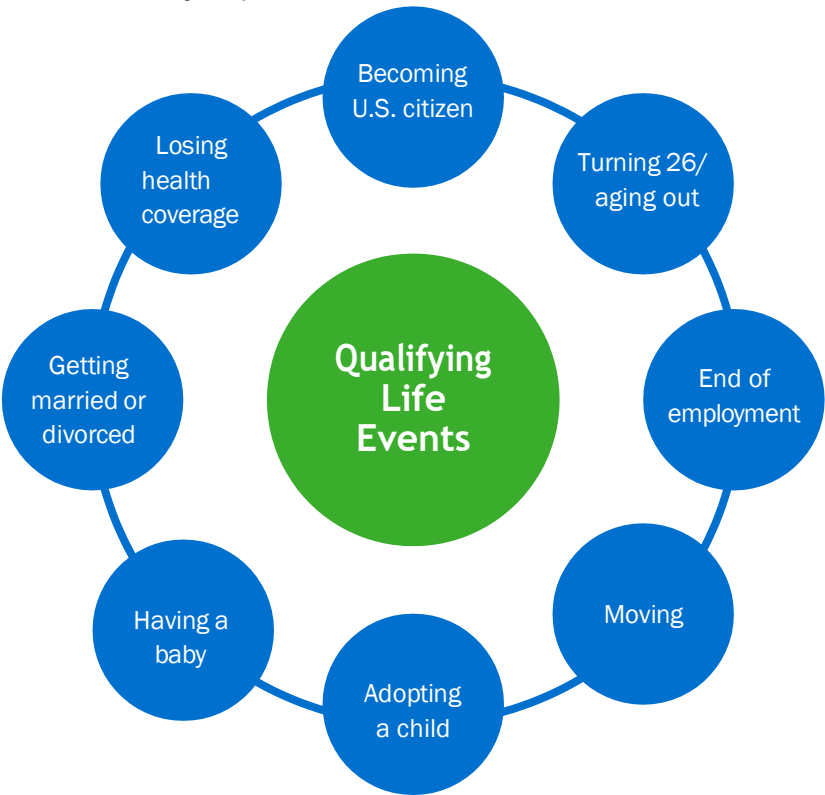 Becoming
U.S. citizen
Turning 26/
aging out
End of
employment
Moving
Adopting
a child
Having a
baby
Getting
married or
divorced
Losing
health
coverage
Qualifying
Life
Events